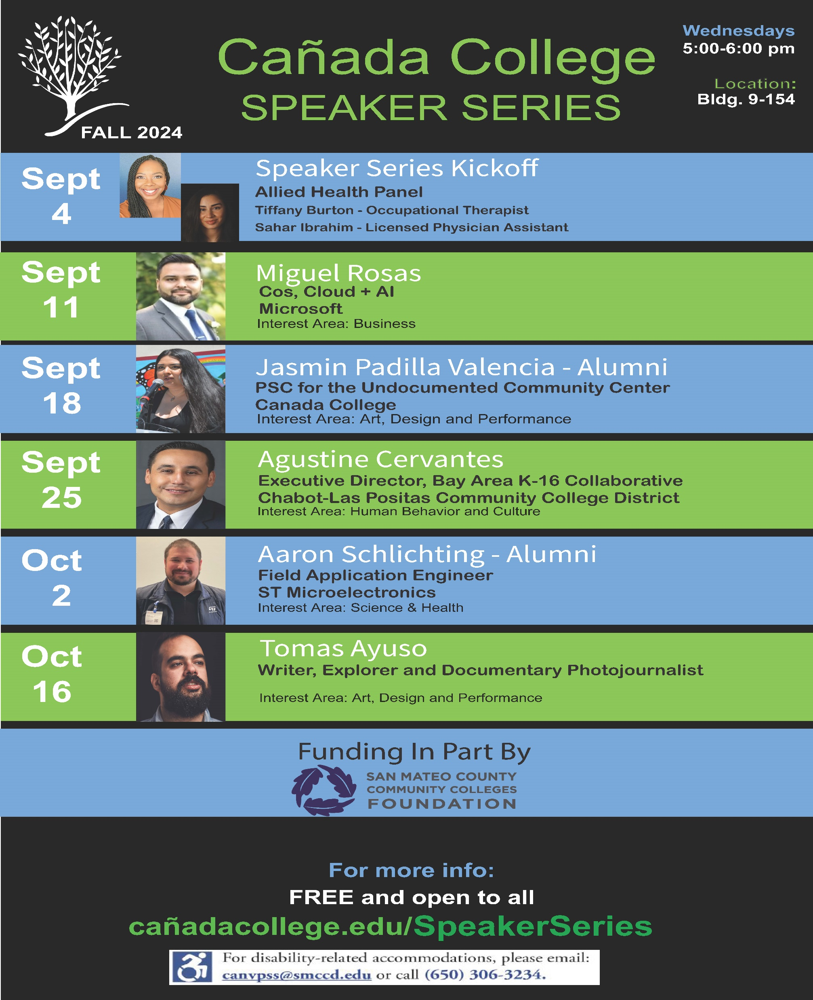 Wednesdays
5:00-6:00 pm
Cañada College
SPEAKER SERIES
Location:
Bldg. 9-154
FALL 2024
Sept
4
Speaker Series Kickoff
Allied Health Panel
Tiffany Burton - Occupational Therapist
Sahar Ibrahim - Licensed Physician Assistant
Sept
11
Miguel Rosas
Cos, Cloud + AI
Microsoft
Interest Area: Business
Sept
18
Jasmin Padilla Valencia - Alumni
PSC for the Undocumented Community Center
Canada College
Interest Area: Art, Design and Performance
Sept
25
Agustine Cervantes
Executive Director, Bay Area K-16 Collaborative
Chabot-Las Positas Community College District
Interest Area: Human Behavior and Culture
Oct
2
Aaron Schlichting - Alumni
Field Application Engineer
ST Microelectronics
Interest Area: Science & Health
Oct
16
Tomas Ayuso
Writer, Explorer and Documentary Photojournalist
Interest Area: Art, Design and Performance
Funding In Part By
SAN MATEO COUNTY
COMMUNITY COLLEGES
FOUNDATION
For more info:
FREE and open to all
cañadacollege.edu/SpeakerSeries
For disability-related accommodations, please email:
canvpss@smccd.edu or call (650) 306-3234.